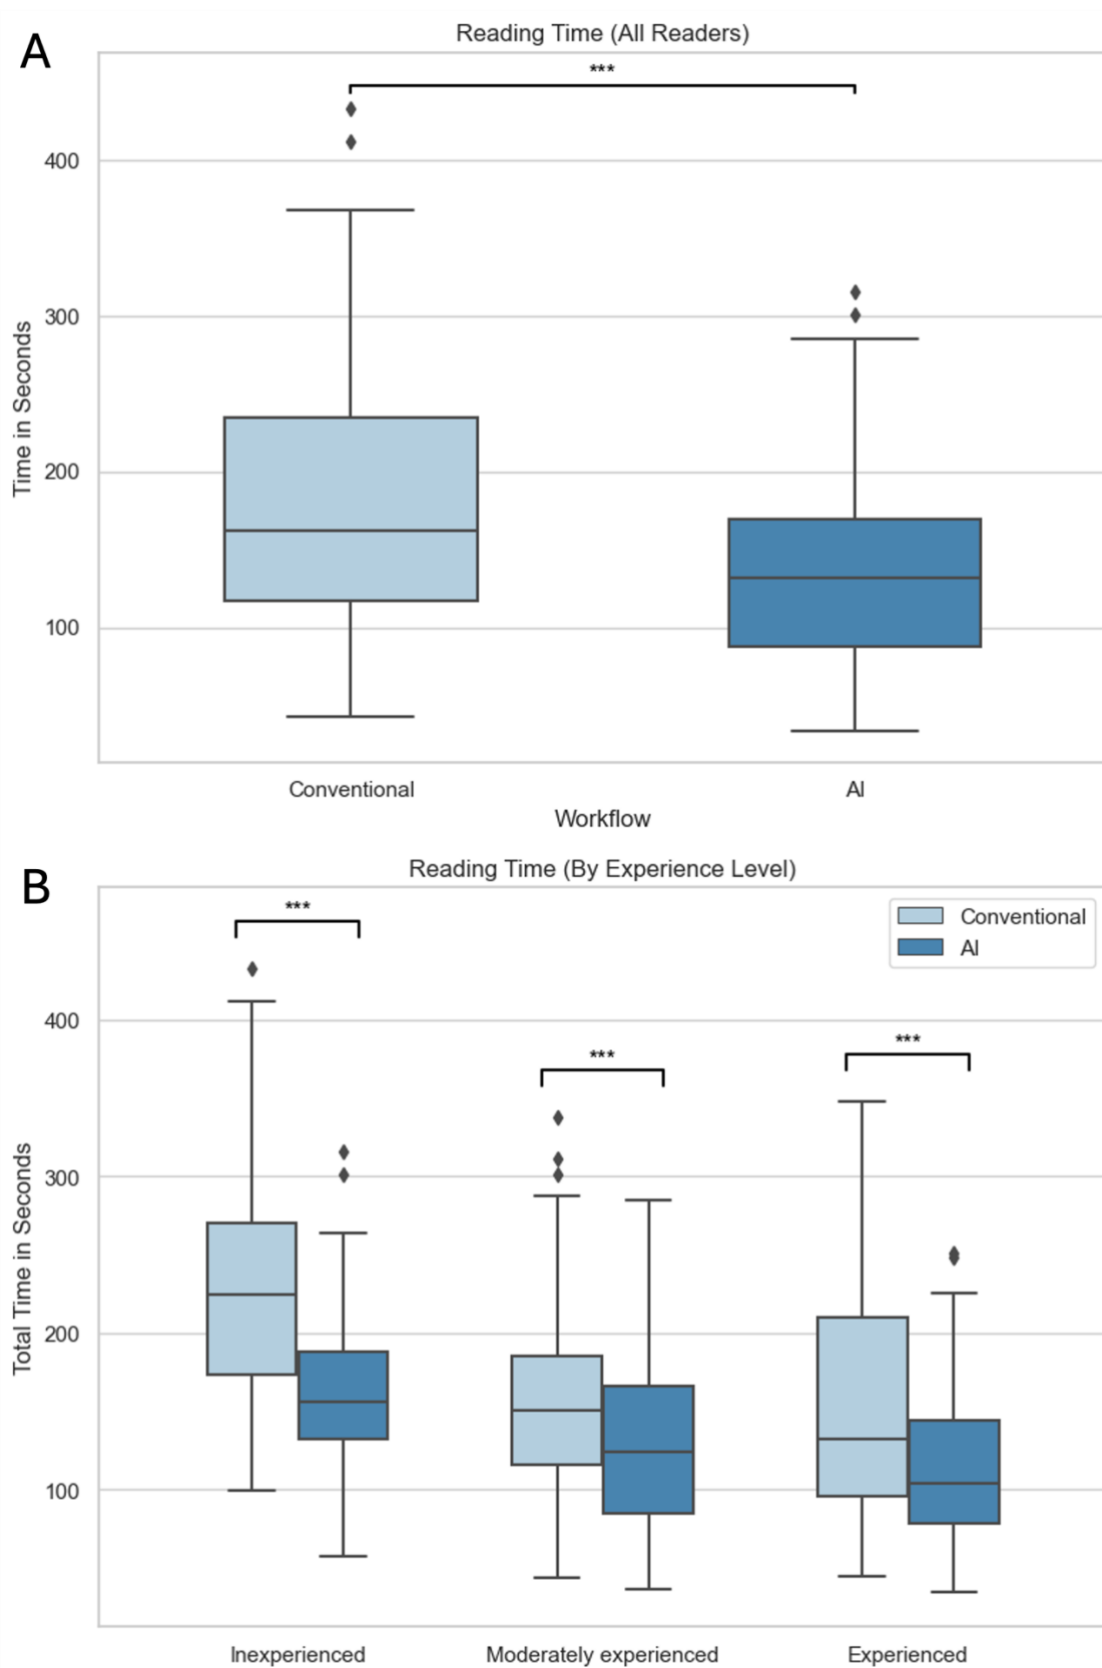 A
Reading Time (All Readers)
***
400
300
200
100
Time in Seconds
Conventional
AI
Workflow
B
Reading Time (By Experience Level)
***
***
***
Conventional
AI
400
300
200
100
Total Time in Seconds
Inexperienced
Moderately experienced
Experienced